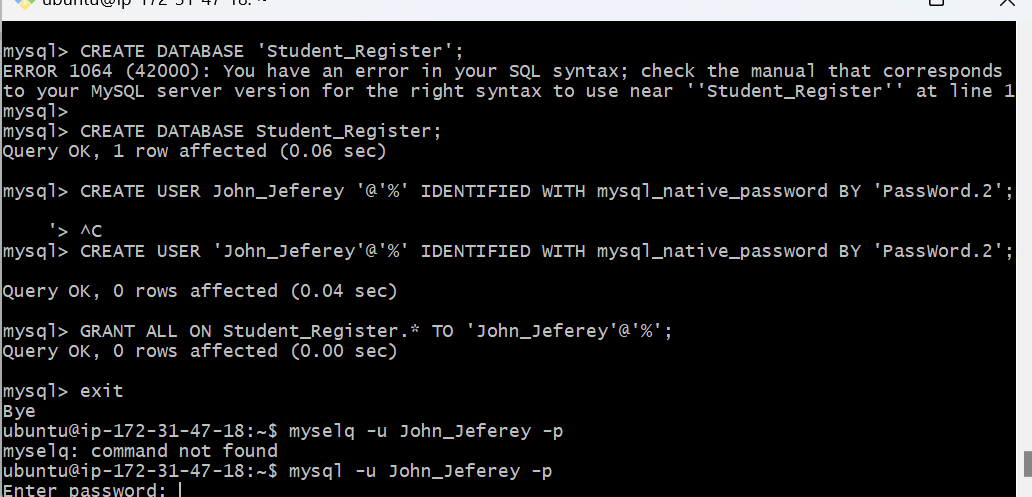 ubuntu@ip-172-31-47-18: ~
mysql> CREATE DATABASE 'Student_Register';
ERROR 1064 (42000): You have an error in your SQL syntax; check the manual that corresponds
to your MySQL server version for the right syntax to use near ''Student_Register'' at line 1
mysql>
mysql> CREATE DATABASE Student_Register;
Query OK, 1 row affected (0.06 sec)
mysql> CREATE USER John_Jeferey '@'%' IDENTIFIED WITH mysql_native_password BY 'PassWord.2';
'> ^C
mysql> CREATE USER 'John_Jeferey'@'%' IDENTIFIED WITH mysql_native_password BY 'PassWord.2';
Query OK, 0 rows affected (0.04 sec)
mysql> GRANT ALL ON Student_Register.* TO 'John_Jeferey'@'%';
Query OK, 0 rows affected (0.00 sec)
mysql> exit
Bye
ubuntu@ip-172-31-47-18:~$ myselq -u John_Jeferey -p
myselq: command not found
ubuntu@ip-172-31-47-18:~$ mysql -u John_Jeferey -p
Enter password: